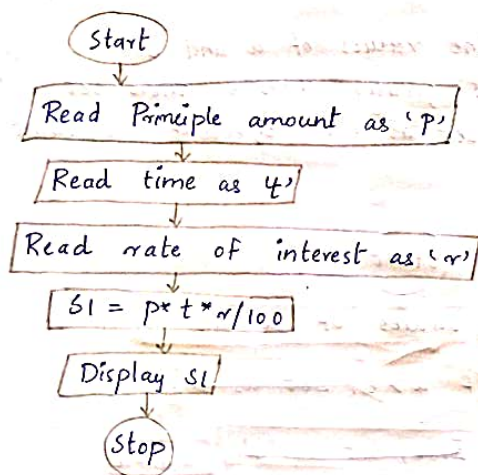 Start
Read Principle amount as 'p'
Read time as 't'
Read rate of interest as 'r'
SI = p* t *r/100
Display SI
Stop